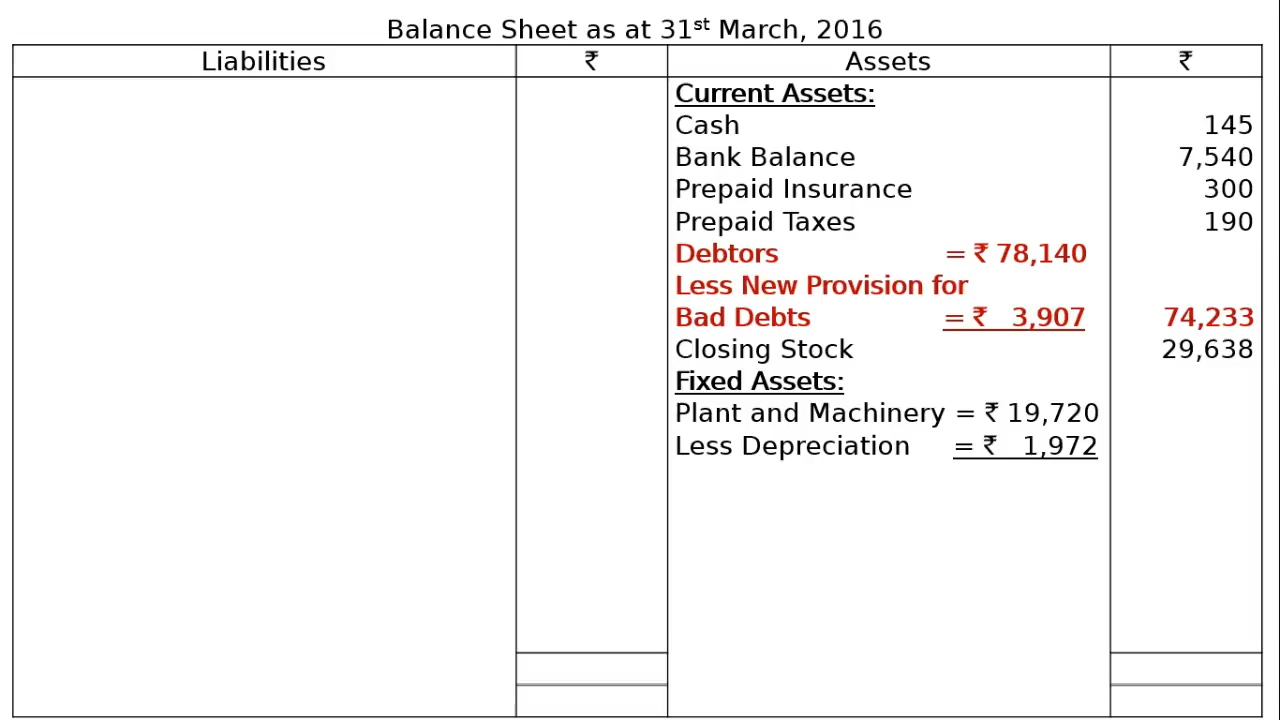 Balance Sheet as at 31st March, 2016
Liabilities ₹ Assets ₹
Current Assets:
Cash 145
Bank Balance 7,540
Prepaid Insurance 300
Prepaid Taxes 190
Debtors = ₹ 78,140
Less New Provision for
Bad Debts = ₹ 3,907 74,233
Closing Stock 29,638
Fixed Assets:
Plant and Machinery = ₹ 19,720
Less Depreciation = ₹ 1,972